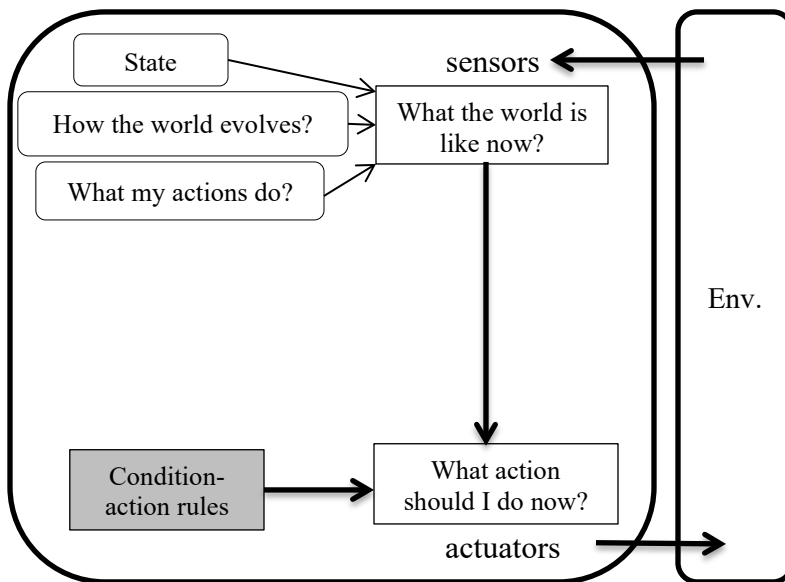 State
sensors
How the world evolves?
What the world is
like now?
What my actions do?
Env.
Condition-
action rules
What action
should I do now?
actuators